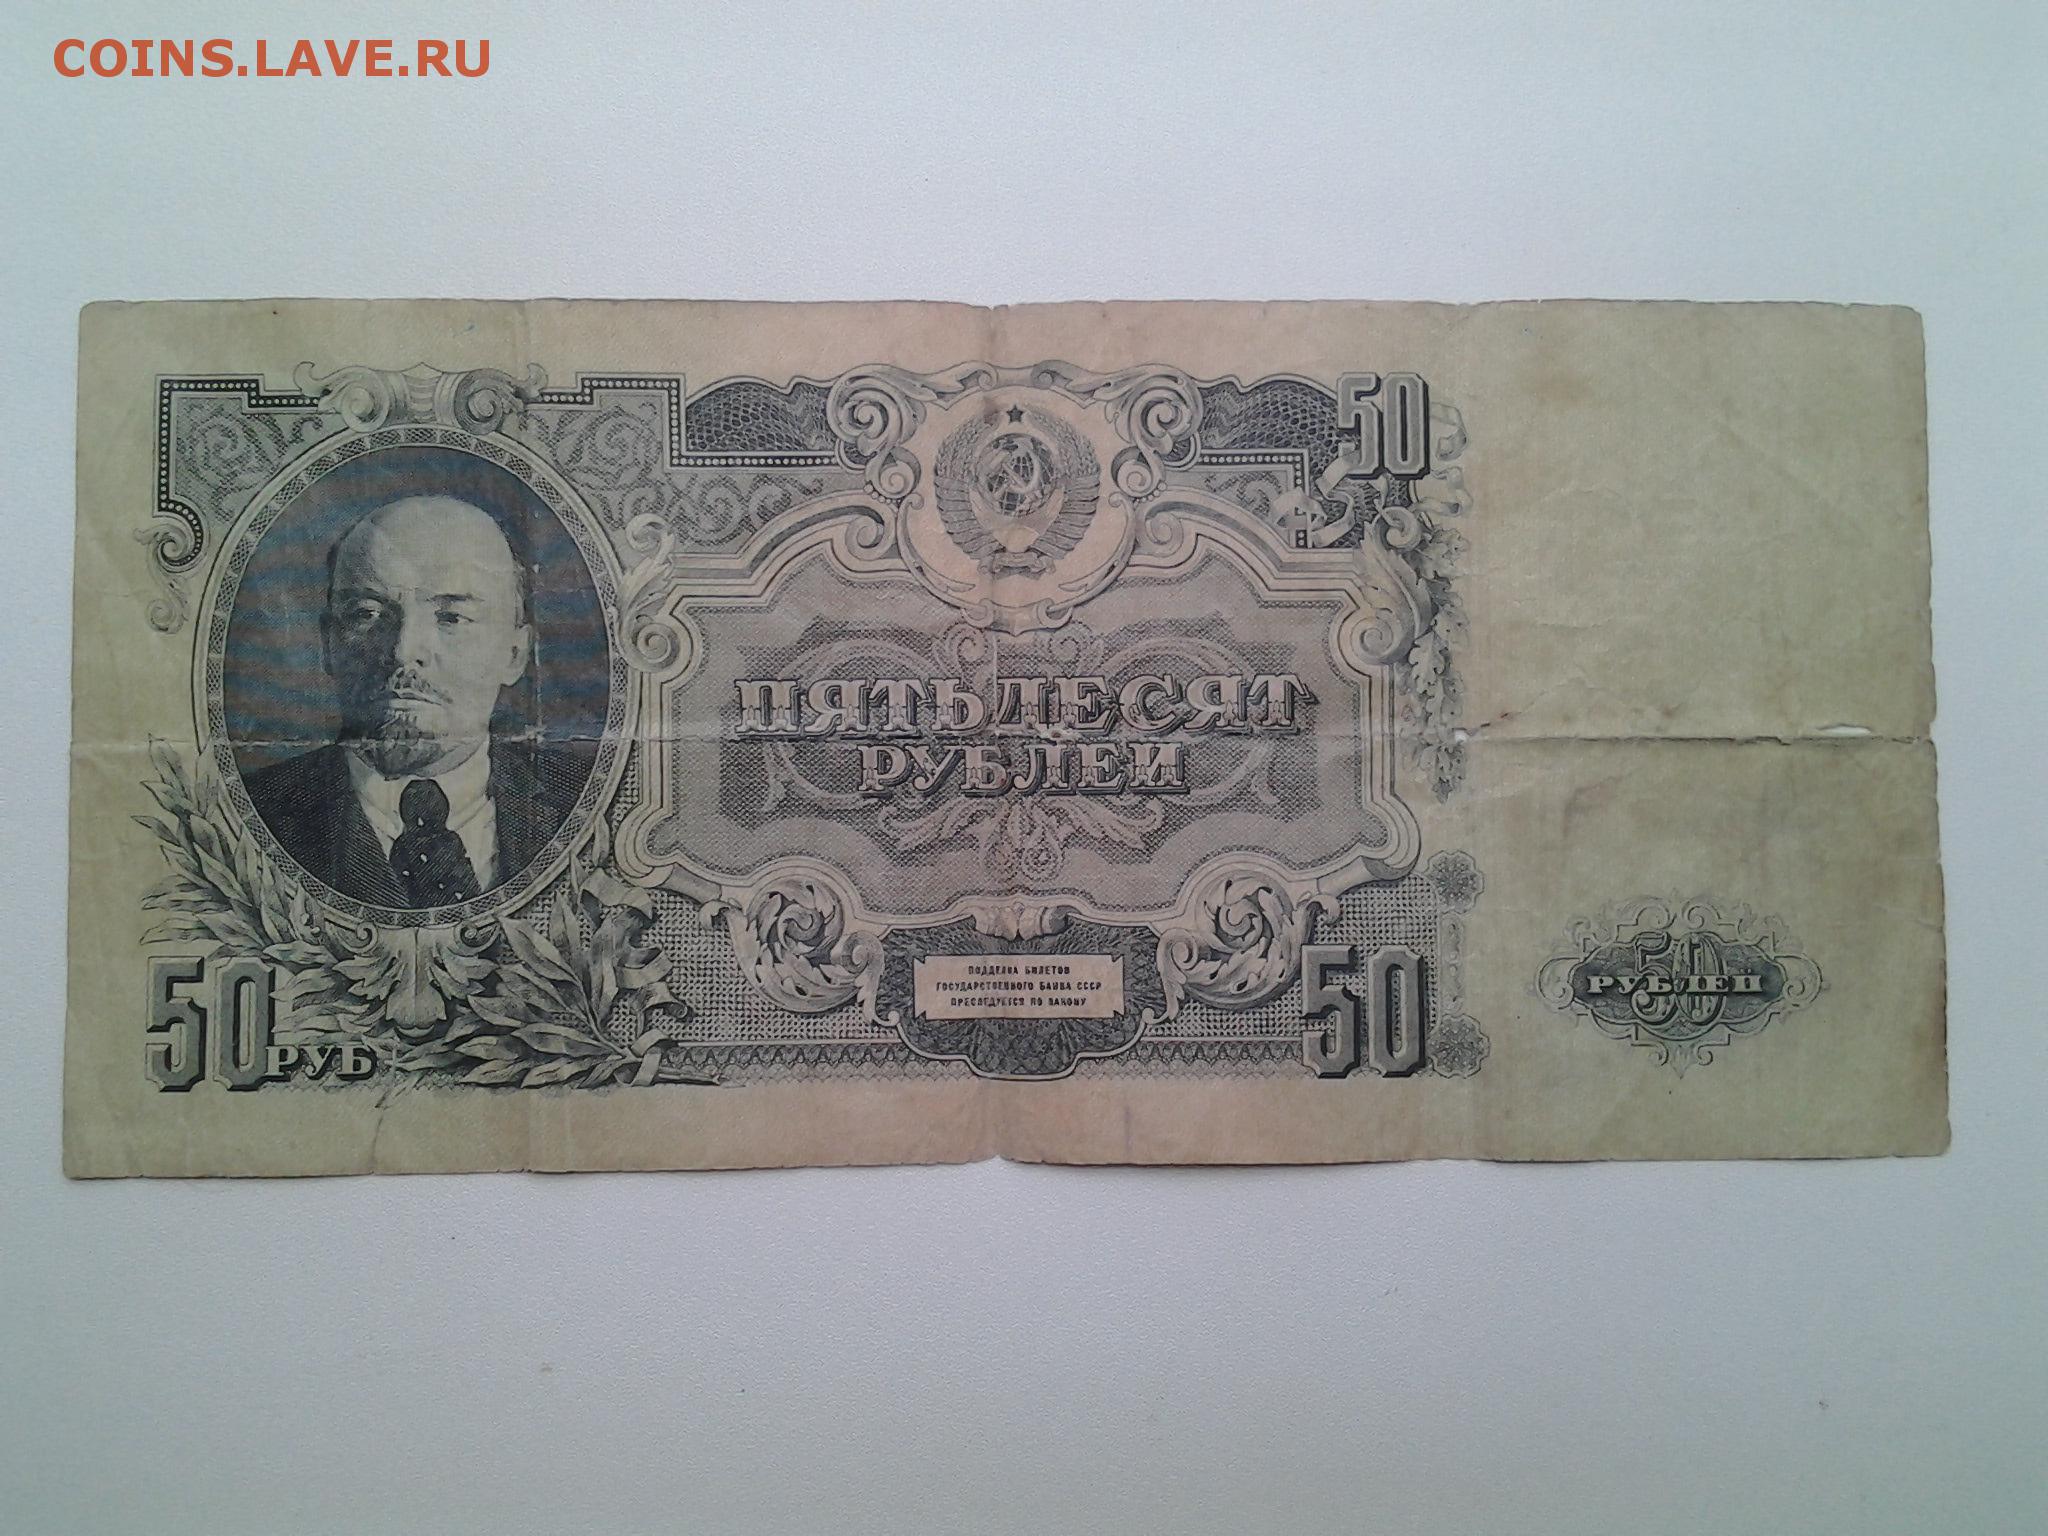 COINS.LAVE.RU
50
ПЯТЬДЕСЯТ
РУБЛЕЙ
ПОДДЕЛКА БИЛЕТОВ
ГОСУДАРСТВЕННОГО БАНКА СССР
ПРЕСЛЕДУЕТСЯ ПО ЗАКОНУ
50 РУБ
50
50
РУБЛЕЙ